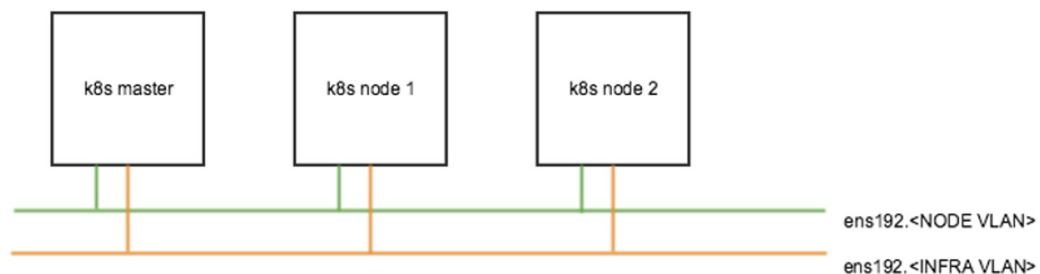 k8s master
k8s node 1
k8s node 2
ens192.<NODE VLAN>
ens192.<INFRA VLAN>